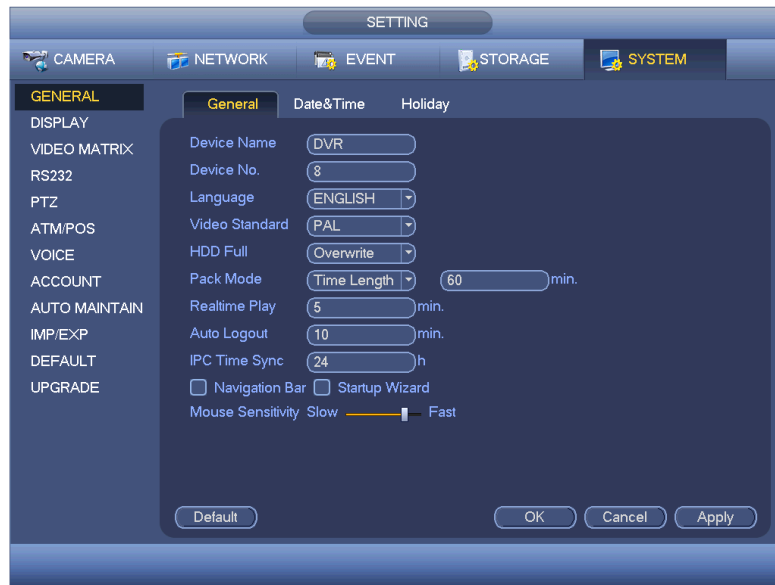 SETTING
CAMERA NETWORK EVENT STORAGE SYSTEM
GENERAL
DISPLAY
VIDEO MATRIX
RS232
PTZ
ATM/POS
VOICE
ACCOUNT
AUTO MAINTAIN
IMP/EXP
DEFAULT
UPGRADE
General Date&Time Holiday
Device Name DVR
Device No. 8
Language ENGLISH
Video Standard PAL
HDD Full Overwrite
Pack Mode Time Length 60 min.
Realtime Play 5 min.
Auto Logout 10 min.
IPC Time Sync 24 h
Navigation Bar Startup Wizard
Mouse Sensitivity Slow Fast
Default OK Cancel Apply